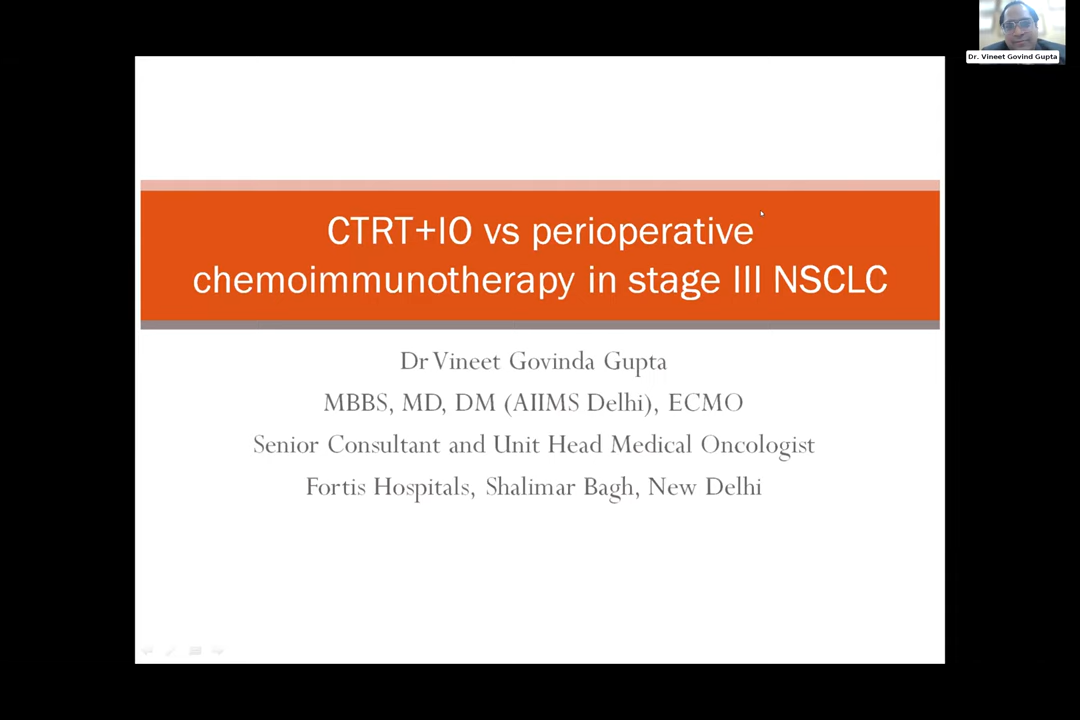 Dr. Vineet Govind Gupta
CTRT+IO vs perioperative
chemoimmunotherapy in stage III NSCLC
Dr Vineet Govinda Gupta
MBBS, MD, DM (AIIMS Delhi), ECMO
Senior Consultant and Unit Head Medical Oncologist
Fortis Hospitals, Shalimar Bagh, New Delhi